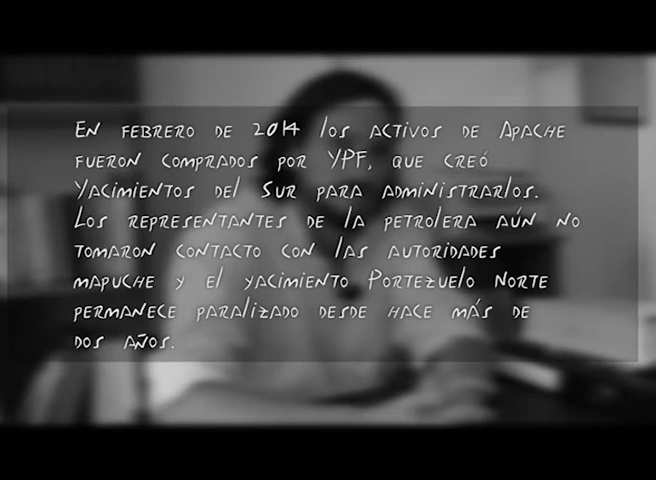 En febrero de 2014 los activos de Apache
fueron comprados por YPF, que creó
Yacimientos del Sur para administrarlos.
Los representantes de la petrolera aún no
tomaron contacto con las autoridades
mapuche y el yacimiento Portezuelo Norte
permanece paralizado desde hace más de
dos años.